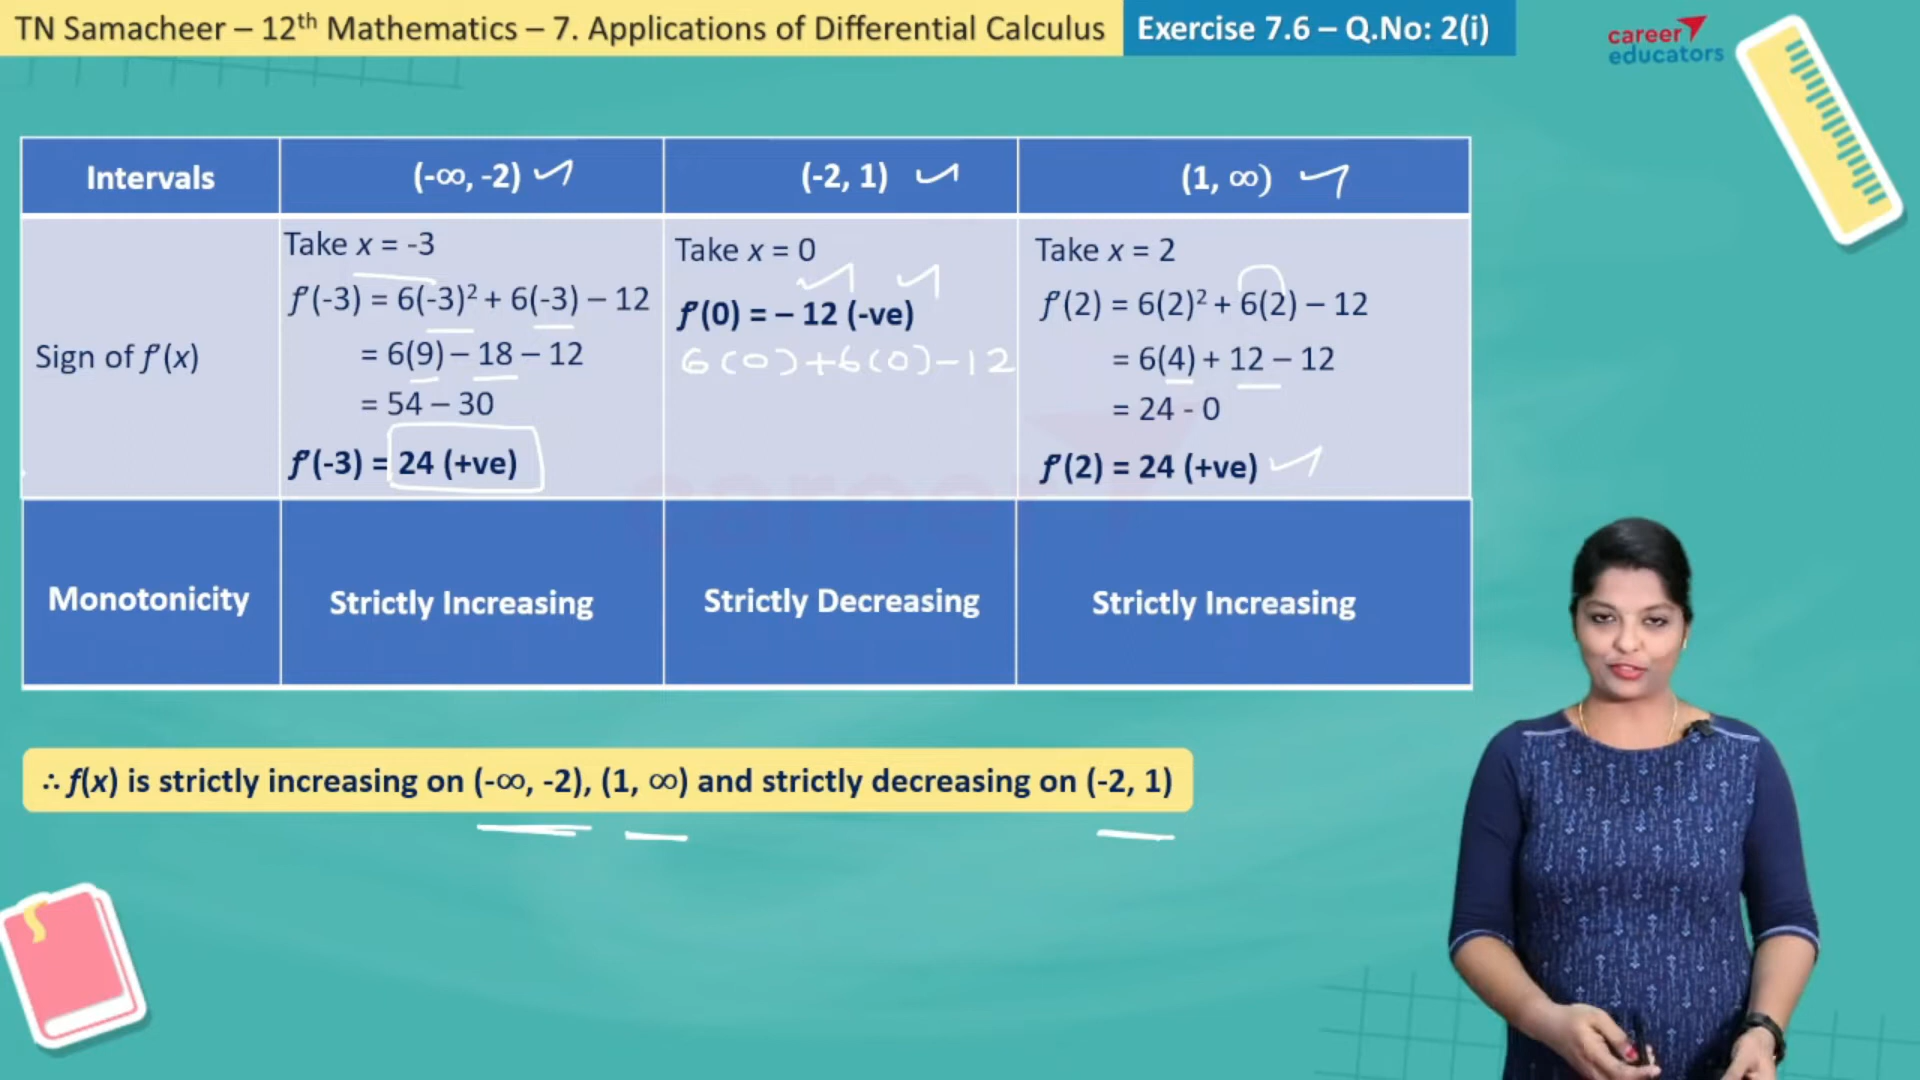 TN Samacheer – 12th Mathematics – 7. Applications of Differential Calculus
Exercise 7.6 – Q.No: 2(i)
career
educators
Intervals
(-∞, -2)
(-2, 1)
(1, ∞)
Sign of f'(x)
Take x = -3
f'(-3) = 6(-3)² + 6(-3) – 12
= 6(9) – 18 – 12
= 54 – 30
f'(-3) = 24 (+ve)
Take x = 0
f'(0) = – 12 (-ve)
6(0)+6(0)-12
Take x = 2
f'(2) = 6(2)² + 6(2) – 12
= 6(4) + 12 – 12
= 24 - 0
f'(2) = 24 (+ve)
Monotonicity
Strictly Increasing
Strictly Decreasing
Strictly Increasing
∴ f(x) is strictly increasing on (-∞, -2), (1, ∞) and strictly decreasing on (-2, 1)